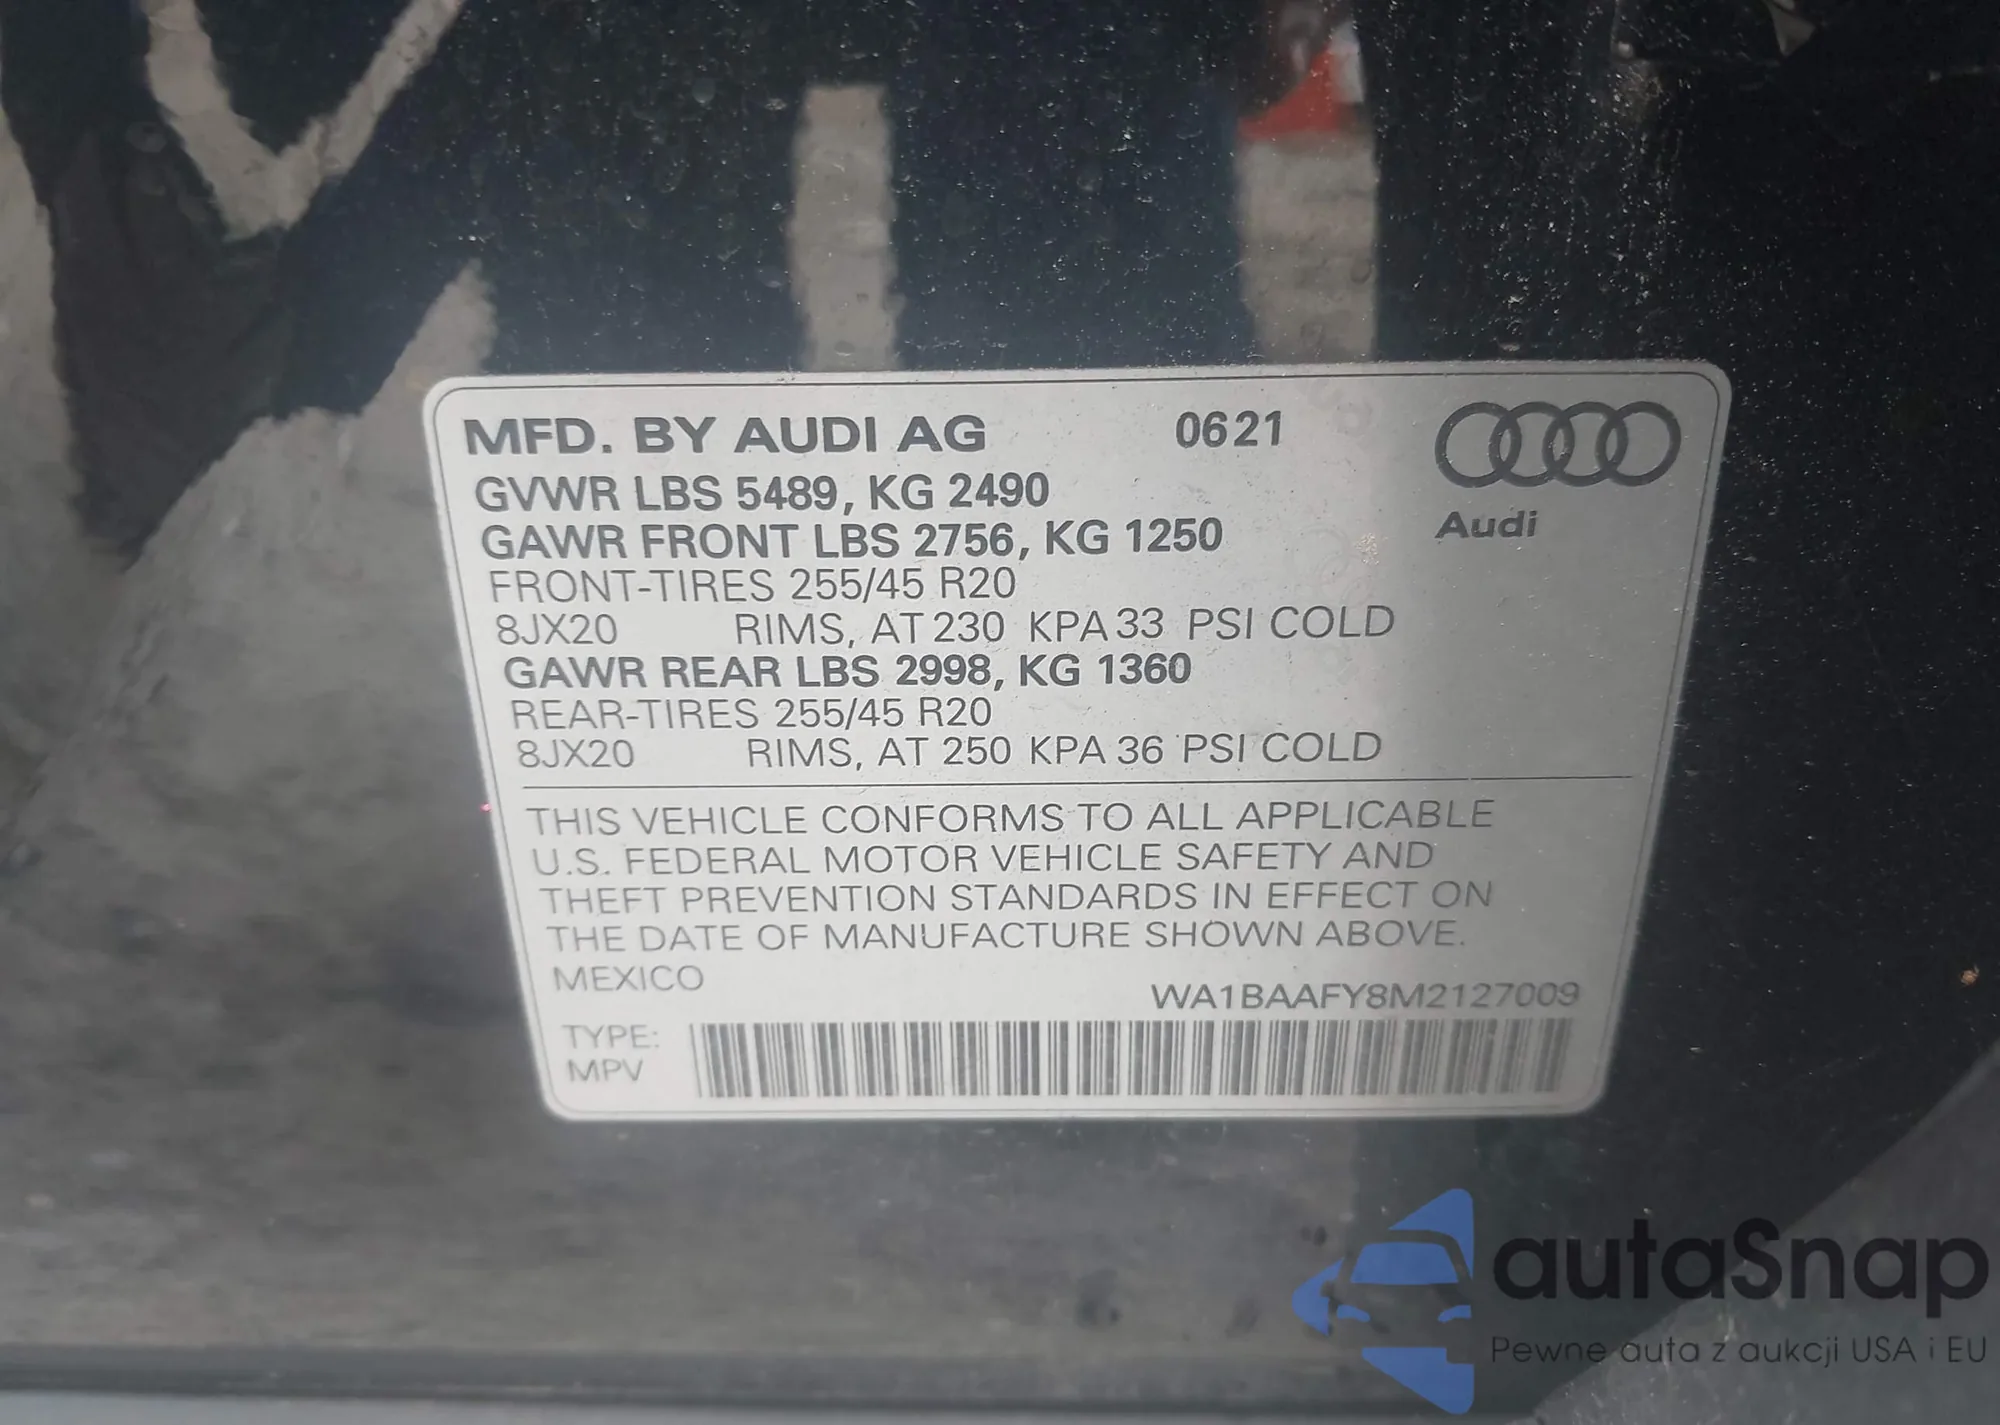 MFD. BY AUDI AG 0621
GVWR LBS 5489, KG 2490
GAWR FRONT LBS 2756, KG 1250
Audi
FRONT-TIRES 255/45 R20
8JX20 RIMS, AT 230 KPA 33 PSI COLD
GAWR REAR LBS 2998, KG 1360
REAR-TIRES 255/45 R20
8JX20 RIMS, AT 250 KPA 36 PSI COLD
THIS VEHICLE CONFORMS TO ALL APPLICABLE
U.S. FEDERAL MOTOR VEHICLE SAFETY AND
THEFT PREVENTION STANDARDS IN EFFECT ON
THE DATE OF MANUFACTURE SHOWN ABOVE.
MEXICO
WA1BAAFY8M2127009
TYPE:
MPV
autaSnap
Pewne auta z aukcji USA i EU